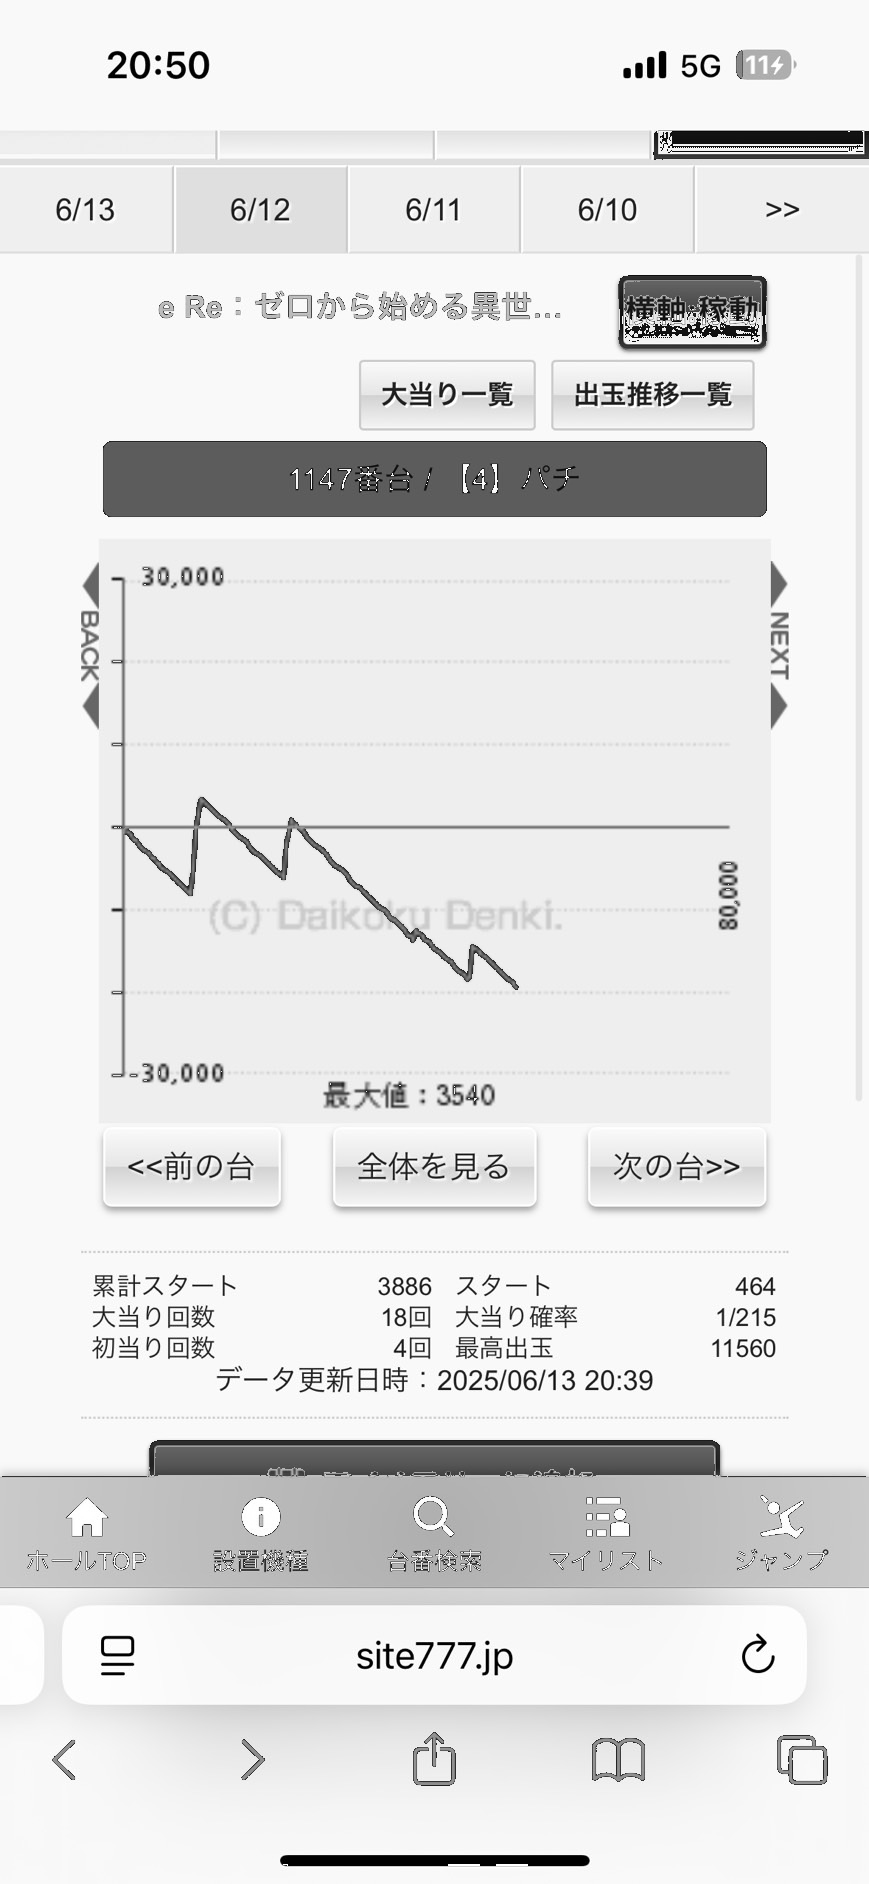 20:50 5G 11
6/13 6/12 6/11 6/10 >>
e Re：ゼロから始める異世... 横軸:稼動
大当り一覧 出玉推移一覧
1147番台 / 【4】 パチ
30,000
BACK
NEXT
80,000
(C) Daikoku Denki.
-30,000
最大値：3540
<<前の台 全体を見る 次の台>>
累計スタート 3886 スタート 464
大当り回数 18回 大当り確率 1/215
初当り回数 4回 最高出玉 11560
データ更新日時：2025/06/13 20:39
ホールTOP 設置機種 台番検索 マイリスト ジャンプ
site777.jp